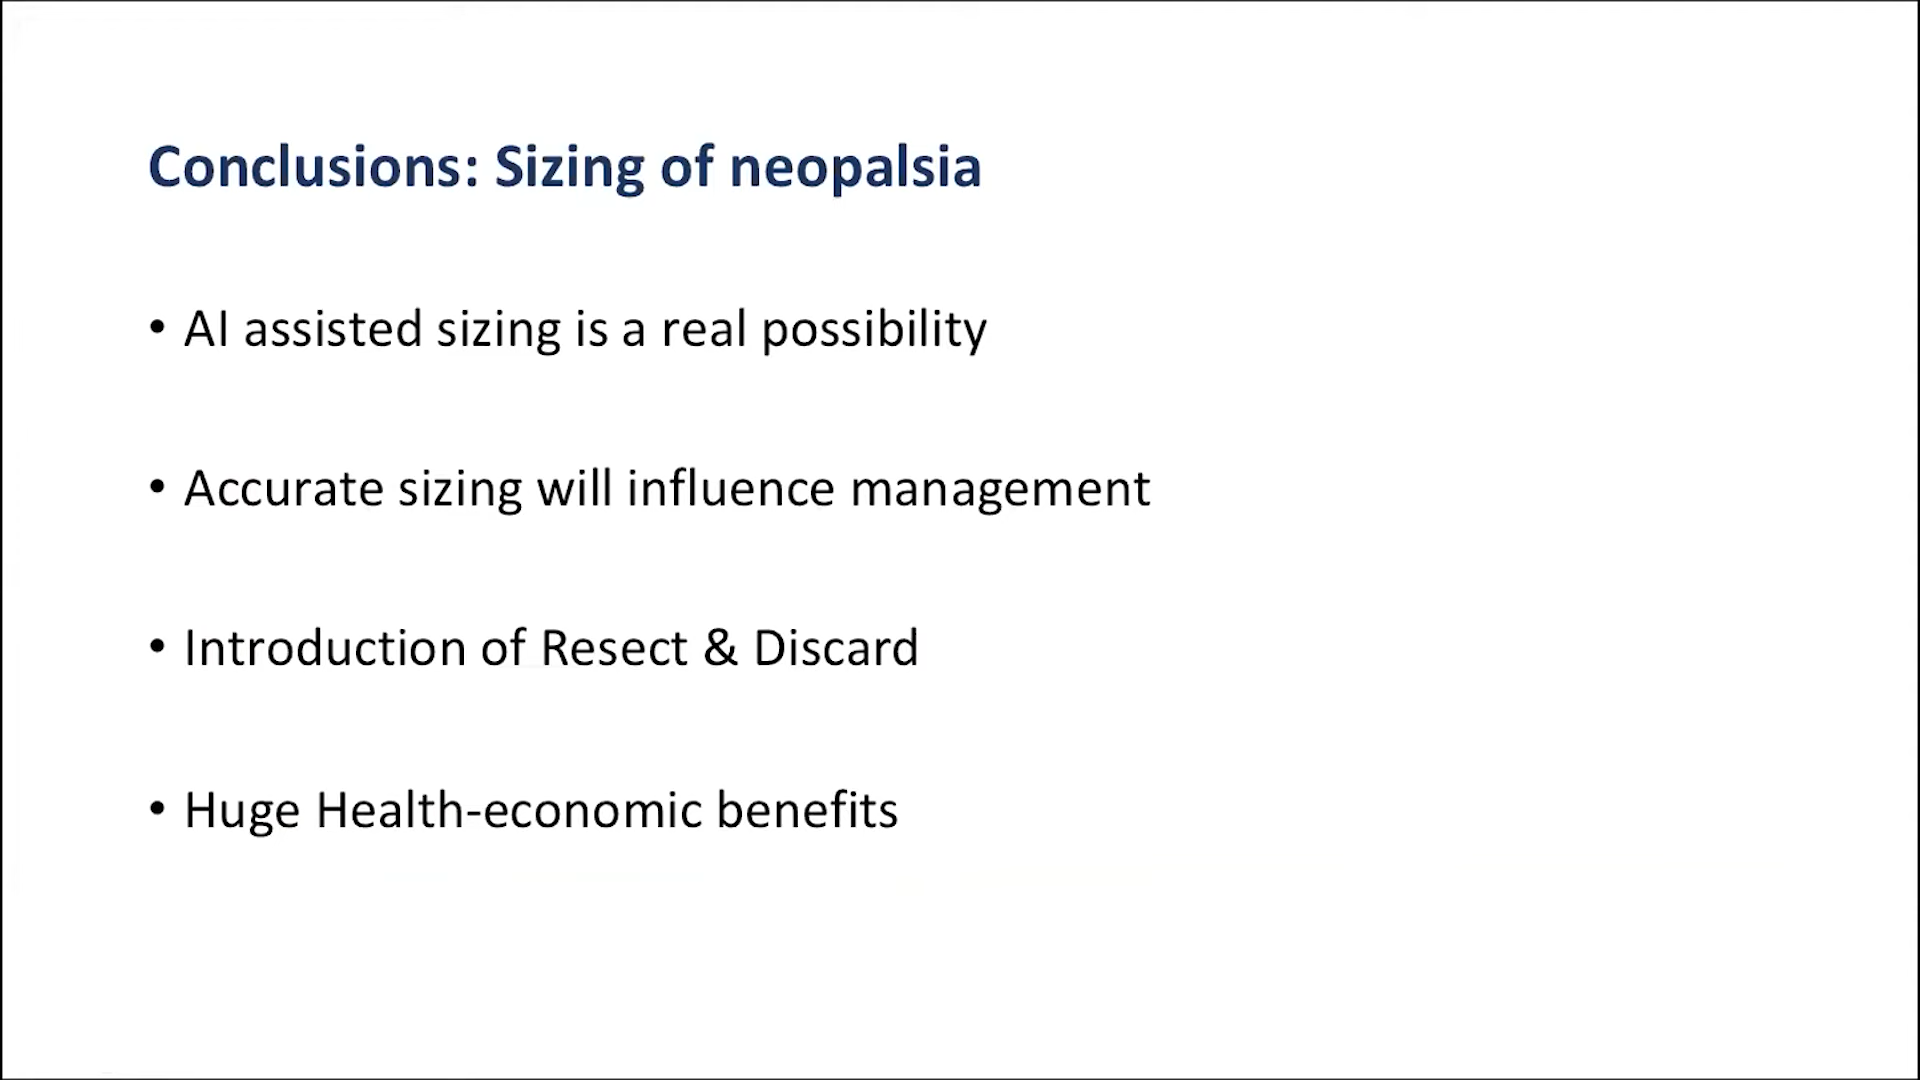 Conclusions: Sizing of neopalsia
• AI assisted sizing is a real possibility
• Accurate sizing will influence management
• Introduction of Resect & Discard
• Huge Health-economic benefits